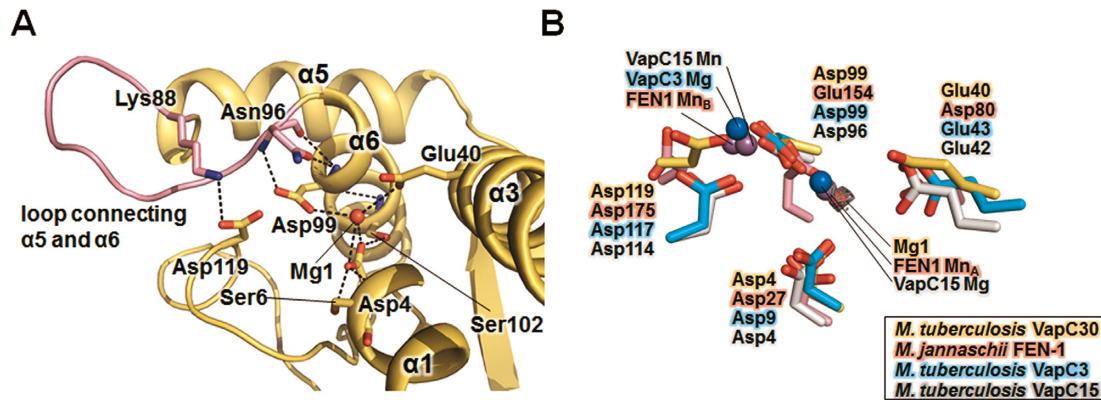 A
α5
Lys88
Asn96
α6
Glu40
α3
loop connecting
α5 and α6
Asp99
Asp119
Mg1
Ser6
Asp4
Ser102
α1
B
VapC15 Mn
VapC3 Mg
FEN1 MnB
Asp99
Glu154
Asp99
Asp96
Glu40
Asp80
Glu43
Glu42
Asp119
Asp175
Asp117
Asp114
Mg1
FEN1 MnA
VapC15 Mg
Asp4
Asp27
Asp9
Asp4
M. tuberculosis VapC30
M. jannaschii FEN-1
M. tuberculosis VapC3
M. tuberculosis VapC15